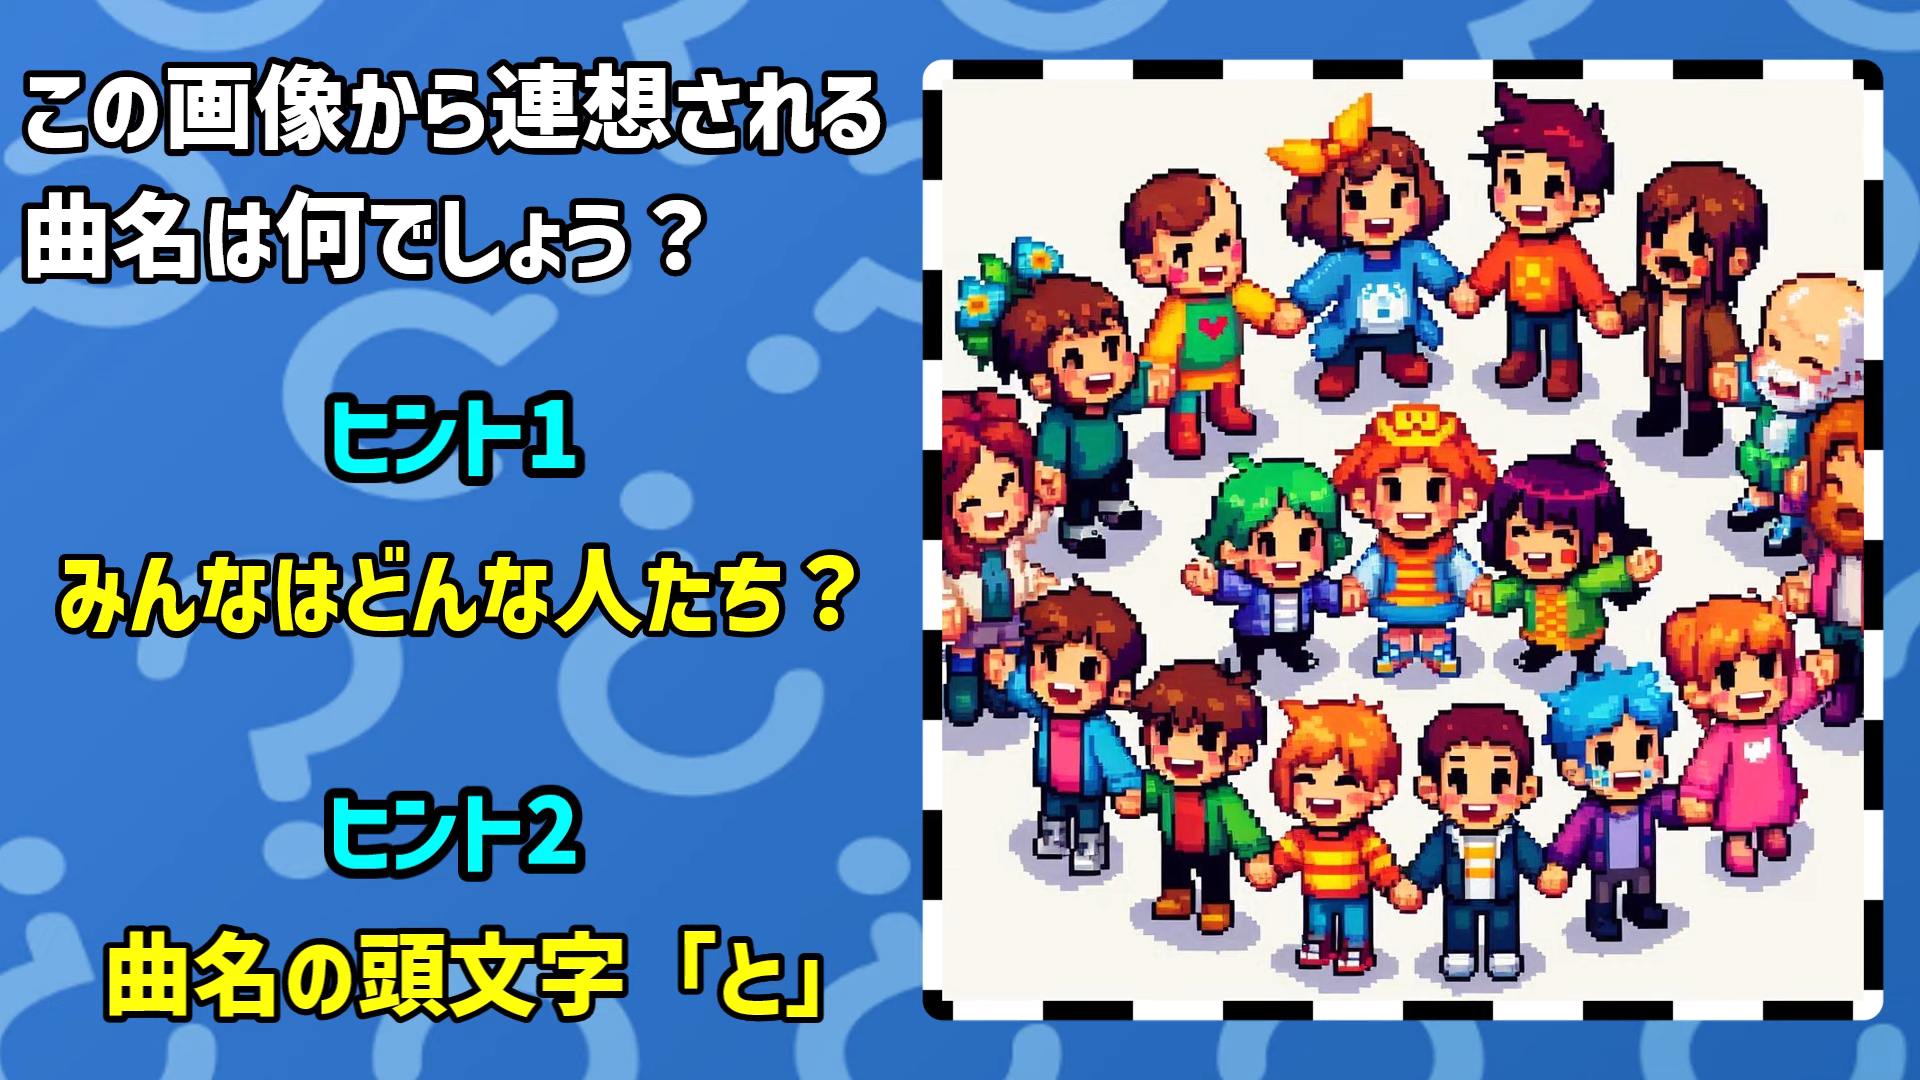 この画像から連想される
曲名は何でしょう？
ヒント1
みんなはどんな人たち？
ヒント2
曲名の頭文字「と」